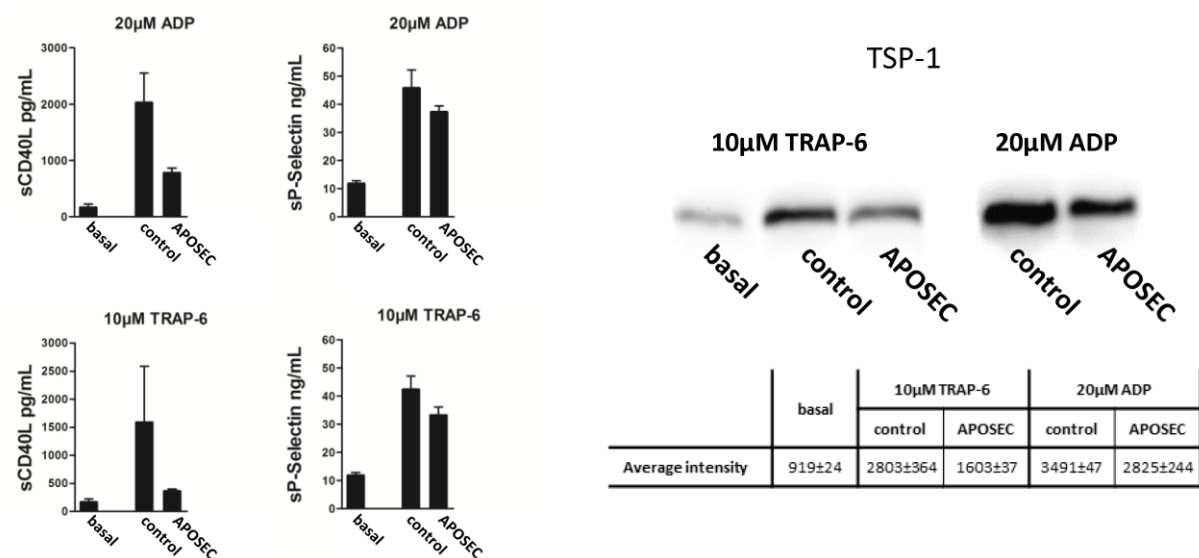 20µM ADP
sCD40L pg/mL
3000
2000
1000
0
basal
control
APOSEC
20µM ADP
sP-Selectin ng/mL
60
50
40
30
20
10
0
basal
control
APOSEC
10µM TRAP-6
sCD40L pg/mL
3000
2500
2000
1500
1000
500
0
basal
control
APOSEC
10µM TRAP-6
sP-Selectin ng/mL
60
50
40
30
20
10
0
basal
control
APOSEC
TSP-1
10µM TRAP-6 20µM ADP
basal control APOSEC control APOSEC
basal 10µM TRAP-6 20µM ADP
control APOSEC control APOSEC
Average intensity 919±24 2803±364 1603±37 3491±47 2825±244